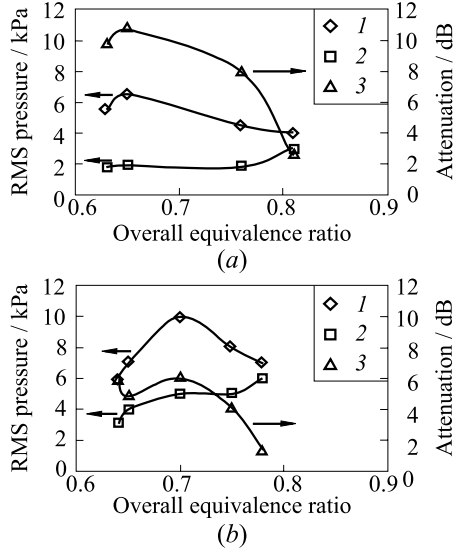 12 12 1
10 10 2
8 8 3
6 6
4 4
2 2
0 0
0.6 0.7 0.8 0.9
RMS pressure / kPa
Attenuation / dB
Overall equivalence ratio
(a)
12 12 1
10 10 2
8 8 3
6 6
4 4
2 2
0 0
0.6 0.7 0.8 0.9
RMS pressure / kPa
Attenuation / dB
Overall equivalence ratio
(b)